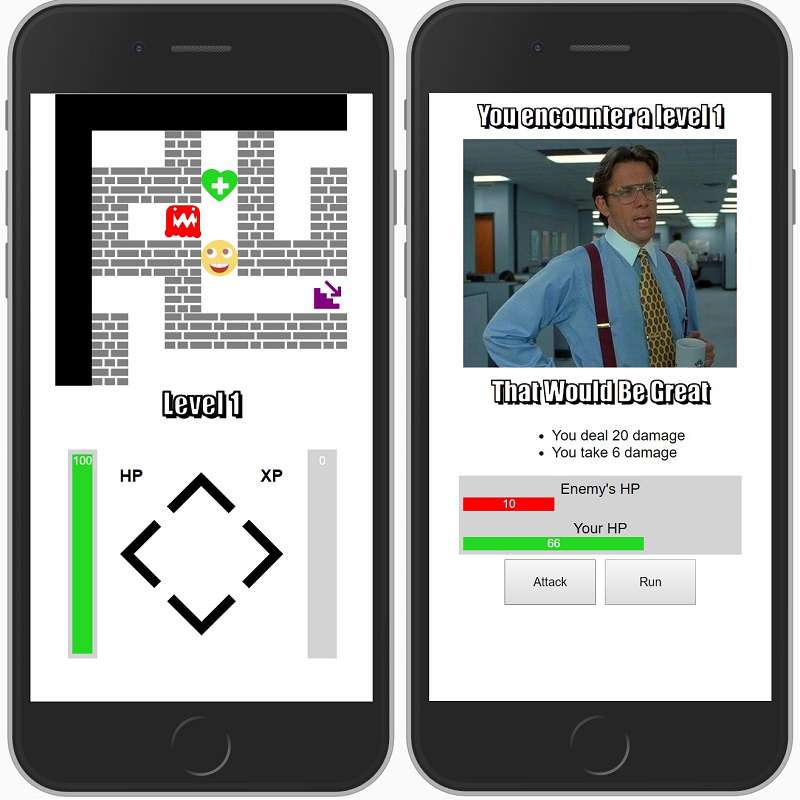 Level 1
100
HP
XP
0
You encounter a level 1
That Would Be Great
You deal 20 damage
You take 6 damage
Enemy's HP
10
Your HP
66
Attack
Run